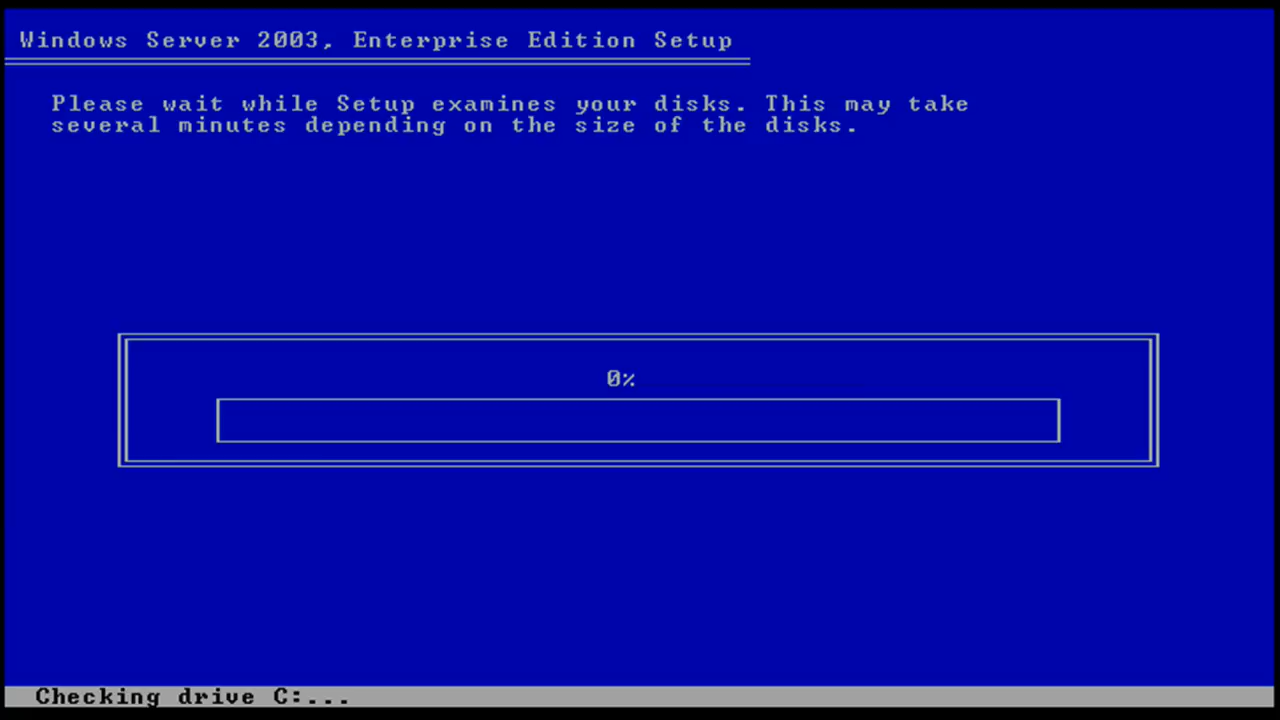 Windows Server 2003, Enterprise Edition Setup
Please wait while Setup examines your disks. This may take
several minutes depending on the size of the disks.
0%
Checking drive C:...